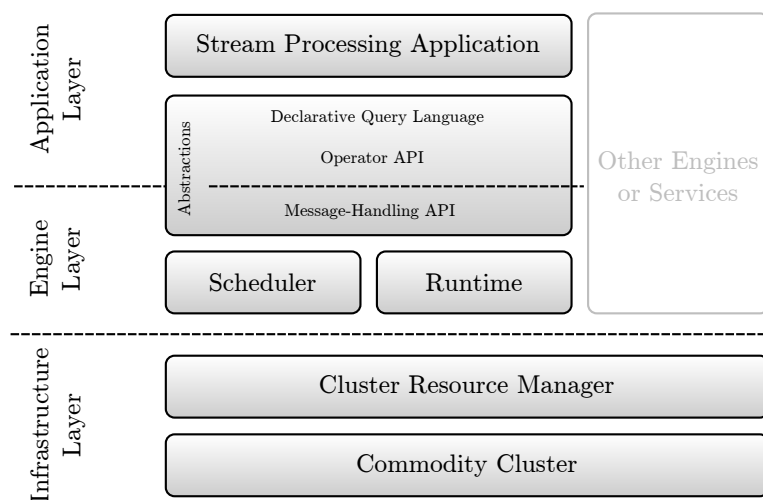 Application
Layer
Stream Processing Application
Abstractions
Declarative Query Language
Operator API
Message-Handling API
Other Engines
or Services
Engine
Layer
Scheduler
Runtime
Infrastructure
Layer
Cluster Resource Manager
Commodity Cluster